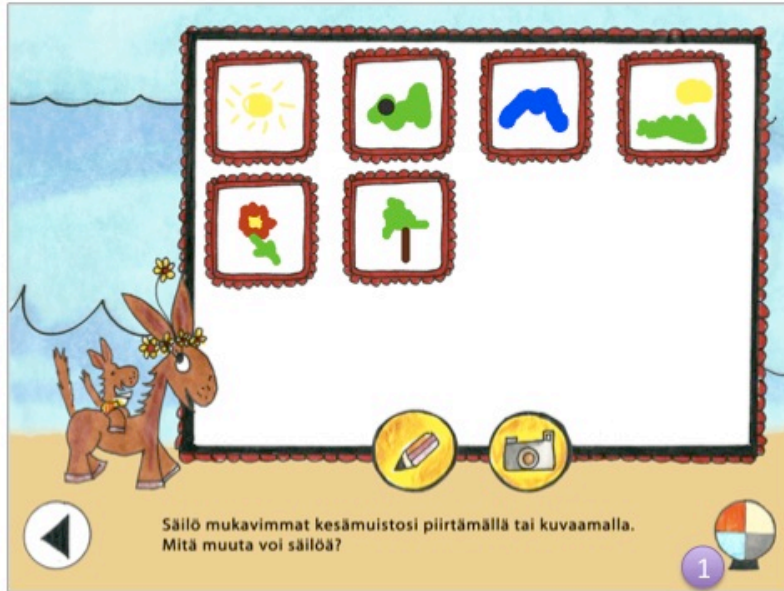 Säilö mukavimmat kesämuistosi piirtämällä tai kuvaamalla.
Mitä muuta voi säilöä?
1